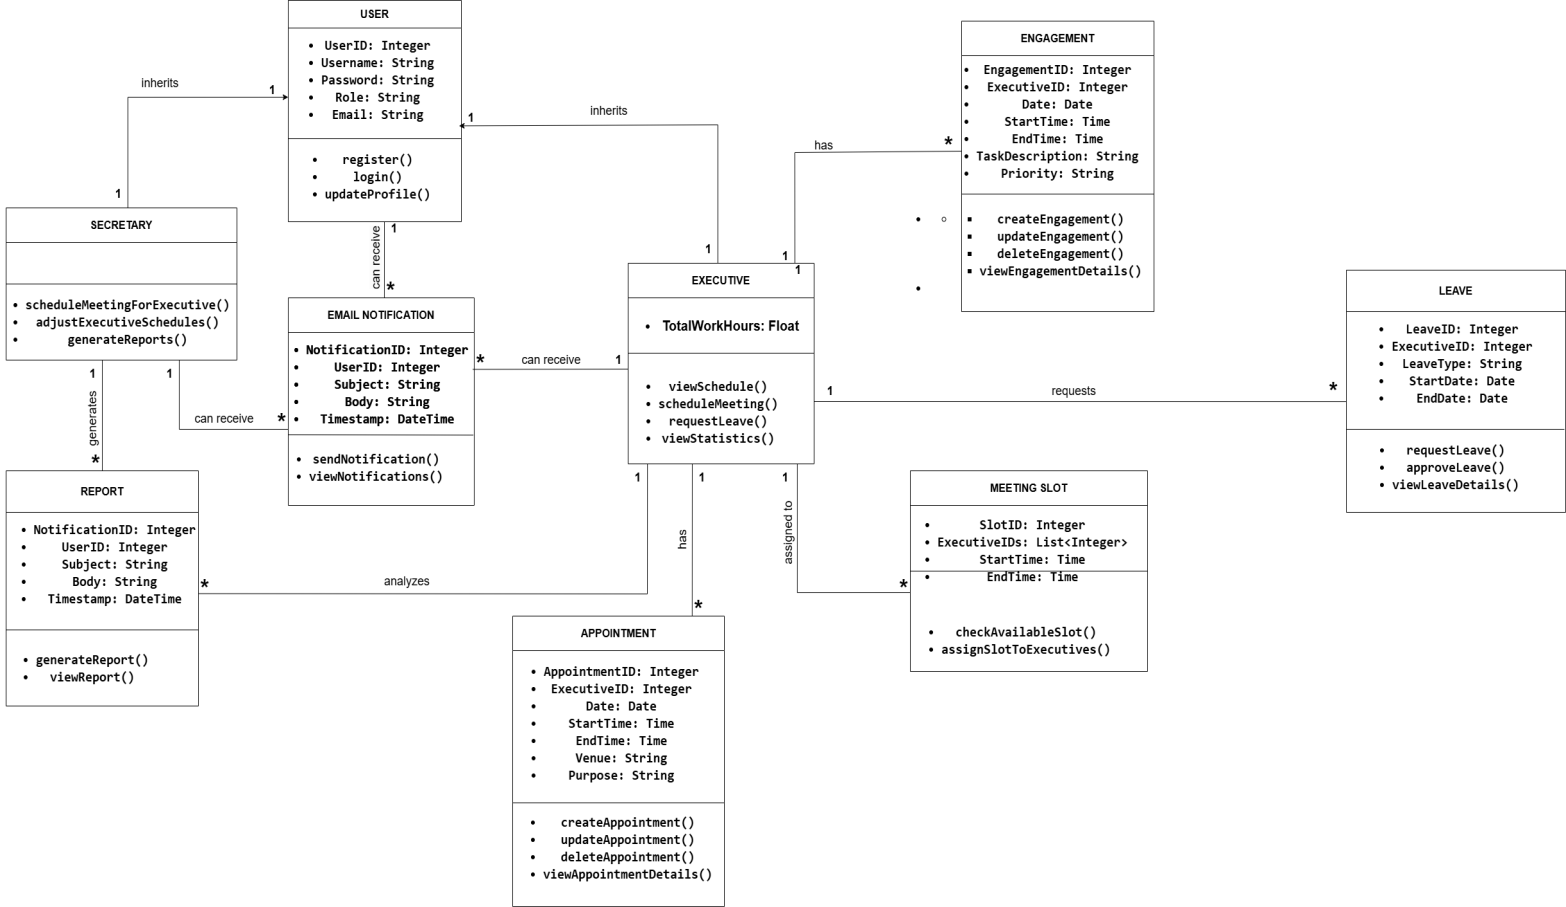 USER
• UserID: Integer
• Username: String
• Password: String
• Role: String
• Email: String
• register()
• login()
• updateProfile()
inherits
1
1
inherits
1
1
SECRETARY
• scheduleMeetingForExecutive()
• adjustExecutiveSchedules()
• generateReports()
1
can receive
*
EMAIL NOTIFICATION
• NotificationID: Integer
• UserID: Integer
• Subject: String
• Body: String
• Timestamp: DateTime
• sendNotification()
• viewNotifications()
*
can receive
1
1
can receive
*
1
generates
*
REPORT
• NotificationID: Integer
• UserID: Integer
• Subject: String
• Body: String
• Timestamp: DateTime
• generateReport()
• viewReport()
*
analyzes
1
EXECUTIVE
• TotalWorkHours: Float
• viewSchedule()
• scheduleMeeting()
• requestLeave()
• viewStatistics()
1
1
has
*
ENGAGEMENT
• EngagementID: Integer
• ExecutiveID: Integer
• Date: Date
• StartTime: Time
• EndTime: Time
• TaskDescription: String
• Priority: String
• ○ ▪ createEngagement()
▪ updateEngagement()
▪ deleteEngagement()
▪ viewEngagementDetails()
•
1
requests
*
LEAVE
• LeaveID: Integer
• ExecutiveID: Integer
• LeaveType: String
• StartDate: Date
• EndDate: Date
• requestLeave()
• approveLeave()
• viewLeaveDetails()
1
assigned to
*
MEETING SLOT
• SlotID: Integer
• ExecutiveIDs: List<Integer>
• StartTime: Time
• EndTime: Time
• checkAvailableSlot()
• assignSlotToExecutives()
1
has
*
APPOINTMENT
• AppointmentID: Integer
• ExecutiveID: Integer
• Date: Date
• StartTime: Time
• EndTime: Time
• Venue: String
• Purpose: String
• createAppointment()
• updateAppointment()
• deleteAppointment()
• viewAppointmentDetails()